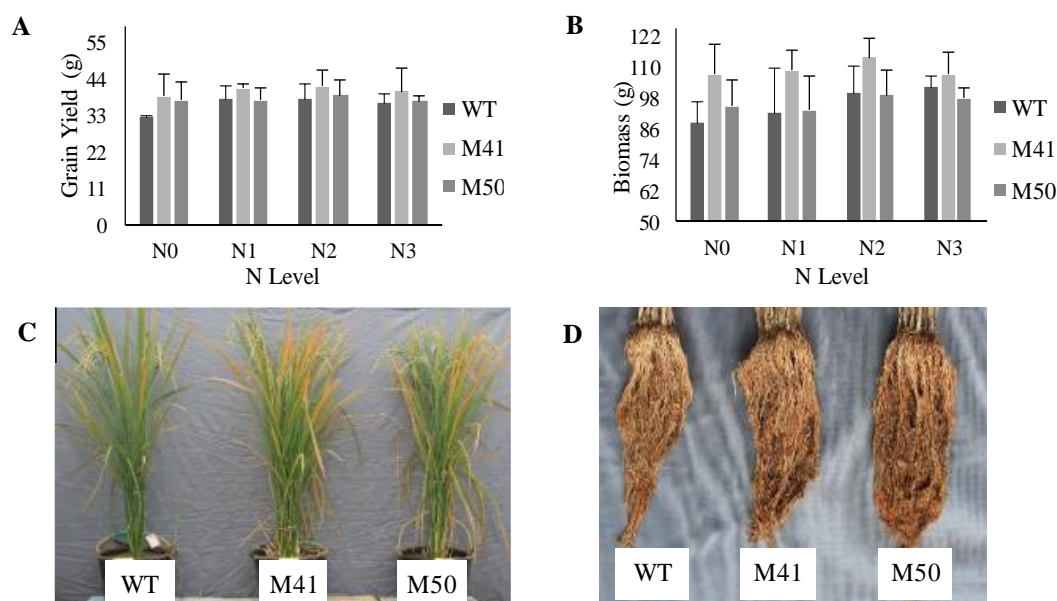 A
55
44
33
22
11
0
Grain Yield (g)
N0 N1 N2 N3
N Level
WT
M41
M50
B
122
110
98
86
74
62
50
Biomass (g)
N0 N1 N2 N3
N Level
WT
M41
M50
C
WT M41 M50
D
WT M41 M50